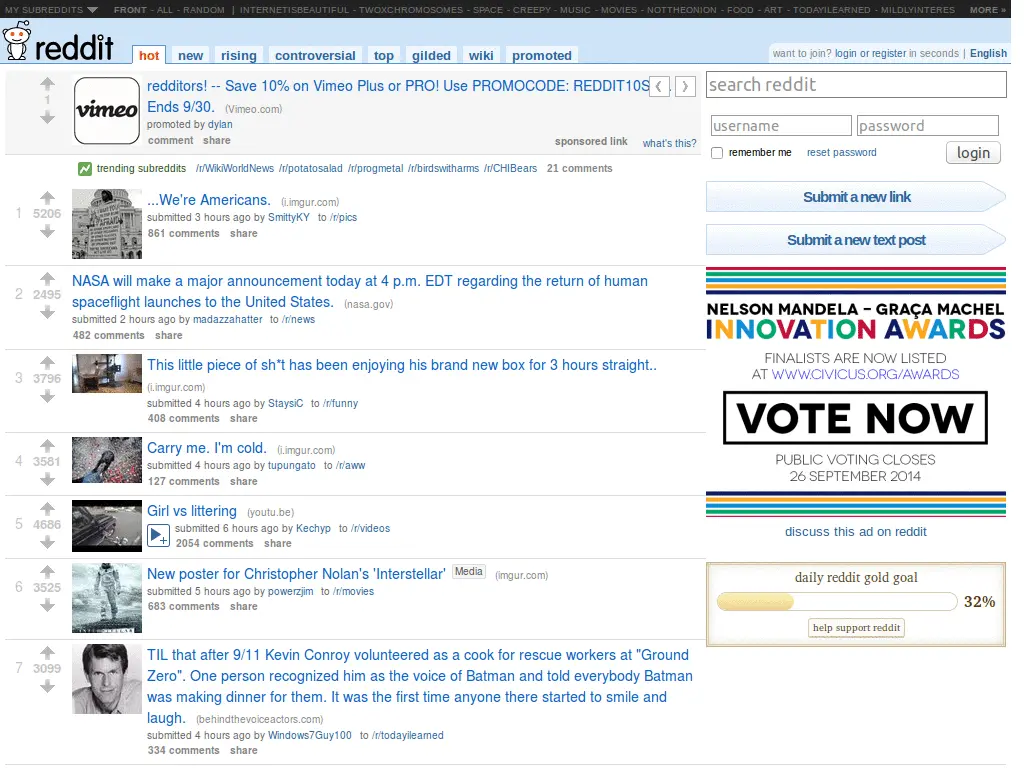 MY SUBREDDITS FRONT - ALL - RANDOM | INTERNETISBEAUTIFUL - TWOXCHROMOSOMES - SPACE - CREEPY - MUSIC - MOVIES - NOTTHEONION - FOOD - ART - TODAYILEARNED - MILDLYINTERES MORE »
reddit hot new rising controversial top gilded wiki promoted
want to join? login or register in seconds | English
1
vimeo
redditors! -- Save 10% on Vimeo Plus or PRO! Use PROMOCODE: REDDIT10S
Ends 9/30. (Vimeo.com)
promoted by dylan
comment share
sponsored link what's this?
trending subreddits /r/WikiWorldNews /r/potatosalad /r/progmetal /r/birdswitharms /r/CHIBears 21 comments
1 5206
...We're Americans. (i.imgur.com)
submitted 3 hours ago by SmittyKY to /r/pics
861 comments share
2 2495
NASA will make a major announcement today at 4 p.m. EDT regarding the return of human
spaceflight launches to the United States. (nasa.gov)
submitted 2 hours ago by madazzahatter to /r/news
482 comments share
3 3796
This little piece of sh*t has been enjoying his brand new box for 3 hours straight..
(i.imgur.com)
submitted 4 hours ago by StaysiC to /r/funny
408 comments share
4 3581
Carry me. I'm cold. (i.imgur.com)
submitted 4 hours ago by tupungato to /r/aww
127 comments share
5 4686
Girl vs littering (youtu.be)
submitted 6 hours ago by Kechyp to /r/videos
2054 comments share
6 3525
New poster for Christopher Nolan's 'Interstellar' Media (imgur.com)
submitted 5 hours ago by powerzjim to /r/movies
683 comments share
7 3099
TIL that after 9/11 Kevin Conroy volunteered as a cook for rescue workers at "Ground
Zero". One person recognized him as the voice of Batman and told everybody Batman
was making dinner for them. It was the first time anyone there started to smile and
laugh. (behindthevoiceactors.com)
submitted 4 hours ago by Windows7Guy100 to /r/todayilearned
334 comments share
search reddit
username password
remember me reset password login
Submit a new link
Submit a new text post
NELSON MANDELA - GRAÇA MACHEL
INNOVATION AWARDS
FINALISTS ARE NOW LISTED
AT WWW.CIVICUS.ORG/AWARDS
VOTE NOW
PUBLIC VOTING CLOSES
26 SEPTEMBER 2014
discuss this ad on reddit
daily reddit gold goal
32%
help support reddit